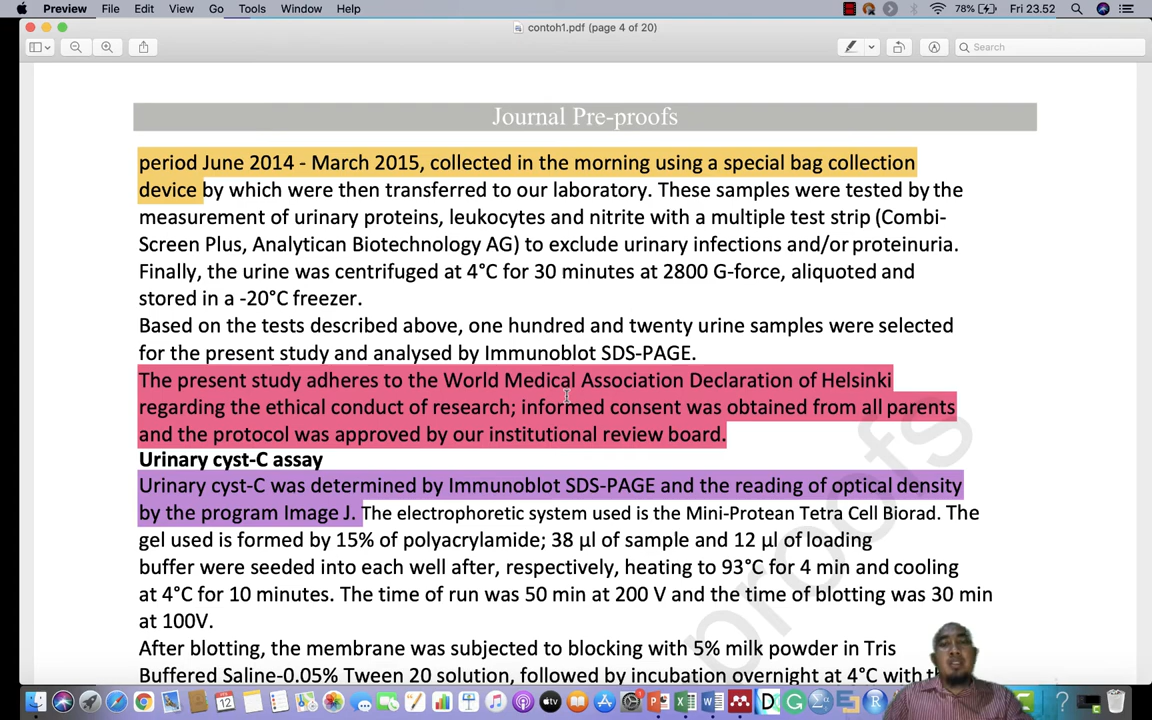 Preview File Edit View Go Tools Window Help 78% Fri 23.52
contoh1.pdf (page 4 of 20)
Search
Journal Pre-proofs
period June 2014 - March 2015, collected in the morning using a special bag collection
device by which were then transferred to our laboratory. These samples were tested by the
measurement of urinary proteins, leukocytes and nitrite with a multiple test strip (Combi-
Screen Plus, Analytican Biotechnology AG) to exclude urinary infections and/or proteinuria.
Finally, the urine was centrifuged at 4°C for 30 minutes at 2800 G-force, aliquoted and
stored in a -20°C freezer.
Based on the tests described above, one hundred and twenty urine samples were selected
for the present study and analysed by Immunoblot SDS-PAGE.
The present study adheres to the World Medical Association Declaration of Helsinki
regarding the ethical conduct of research; informed consent was obtained from all parents
and the protocol was approved by our institutional review board.
Urinary cyst-C assay
Urinary cyst-C was determined by Immunoblot SDS-PAGE and the reading of optical density
by the program Image J. The electrophoretic system used is the Mini-Protean Tetra Cell Biorad. The
gel used is formed by 15% of polyacrylamide; 38 µl of sample and 12 µl of loading
buffer were seeded into each well after, respectively, heating to 93°C for 4 min and cooling
at 4°C for 10 minutes. The time of run was 50 min at 200 V and the time of blotting was 30 min
at 100V.
After blotting, the membrane was subjected to blocking with 5% milk powder in Tris
Buffered Saline-0.05% Tween 20 solution, followed by incubation overnight at 4°C with th
proofs